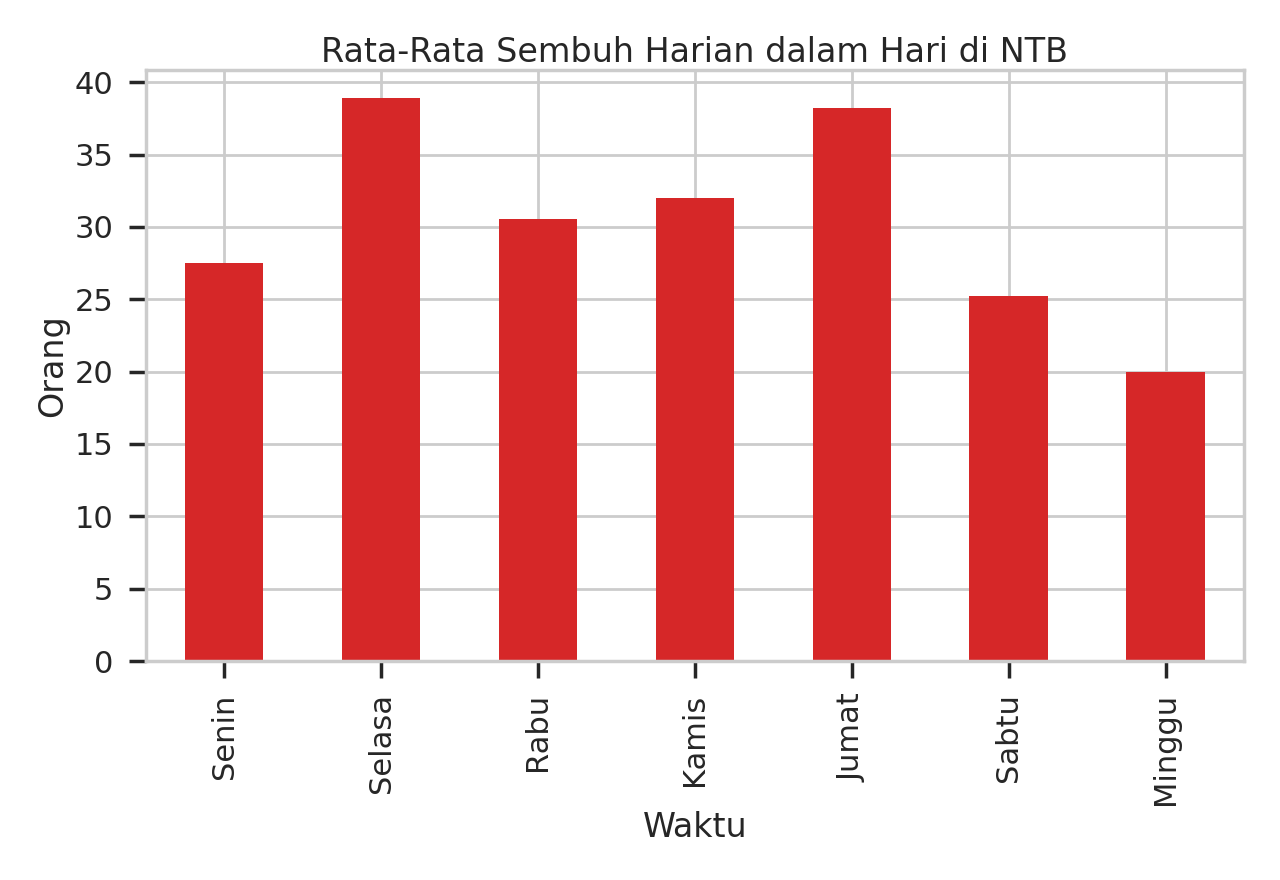 Rata-Rata Sembuh Harian dalam Hari di NTB
40
35
30
25
20
15
10
5
0
Orang
Senin
Selasa
Rabu
Kamis
Jumat
Sabtu
Minggu
Waktu